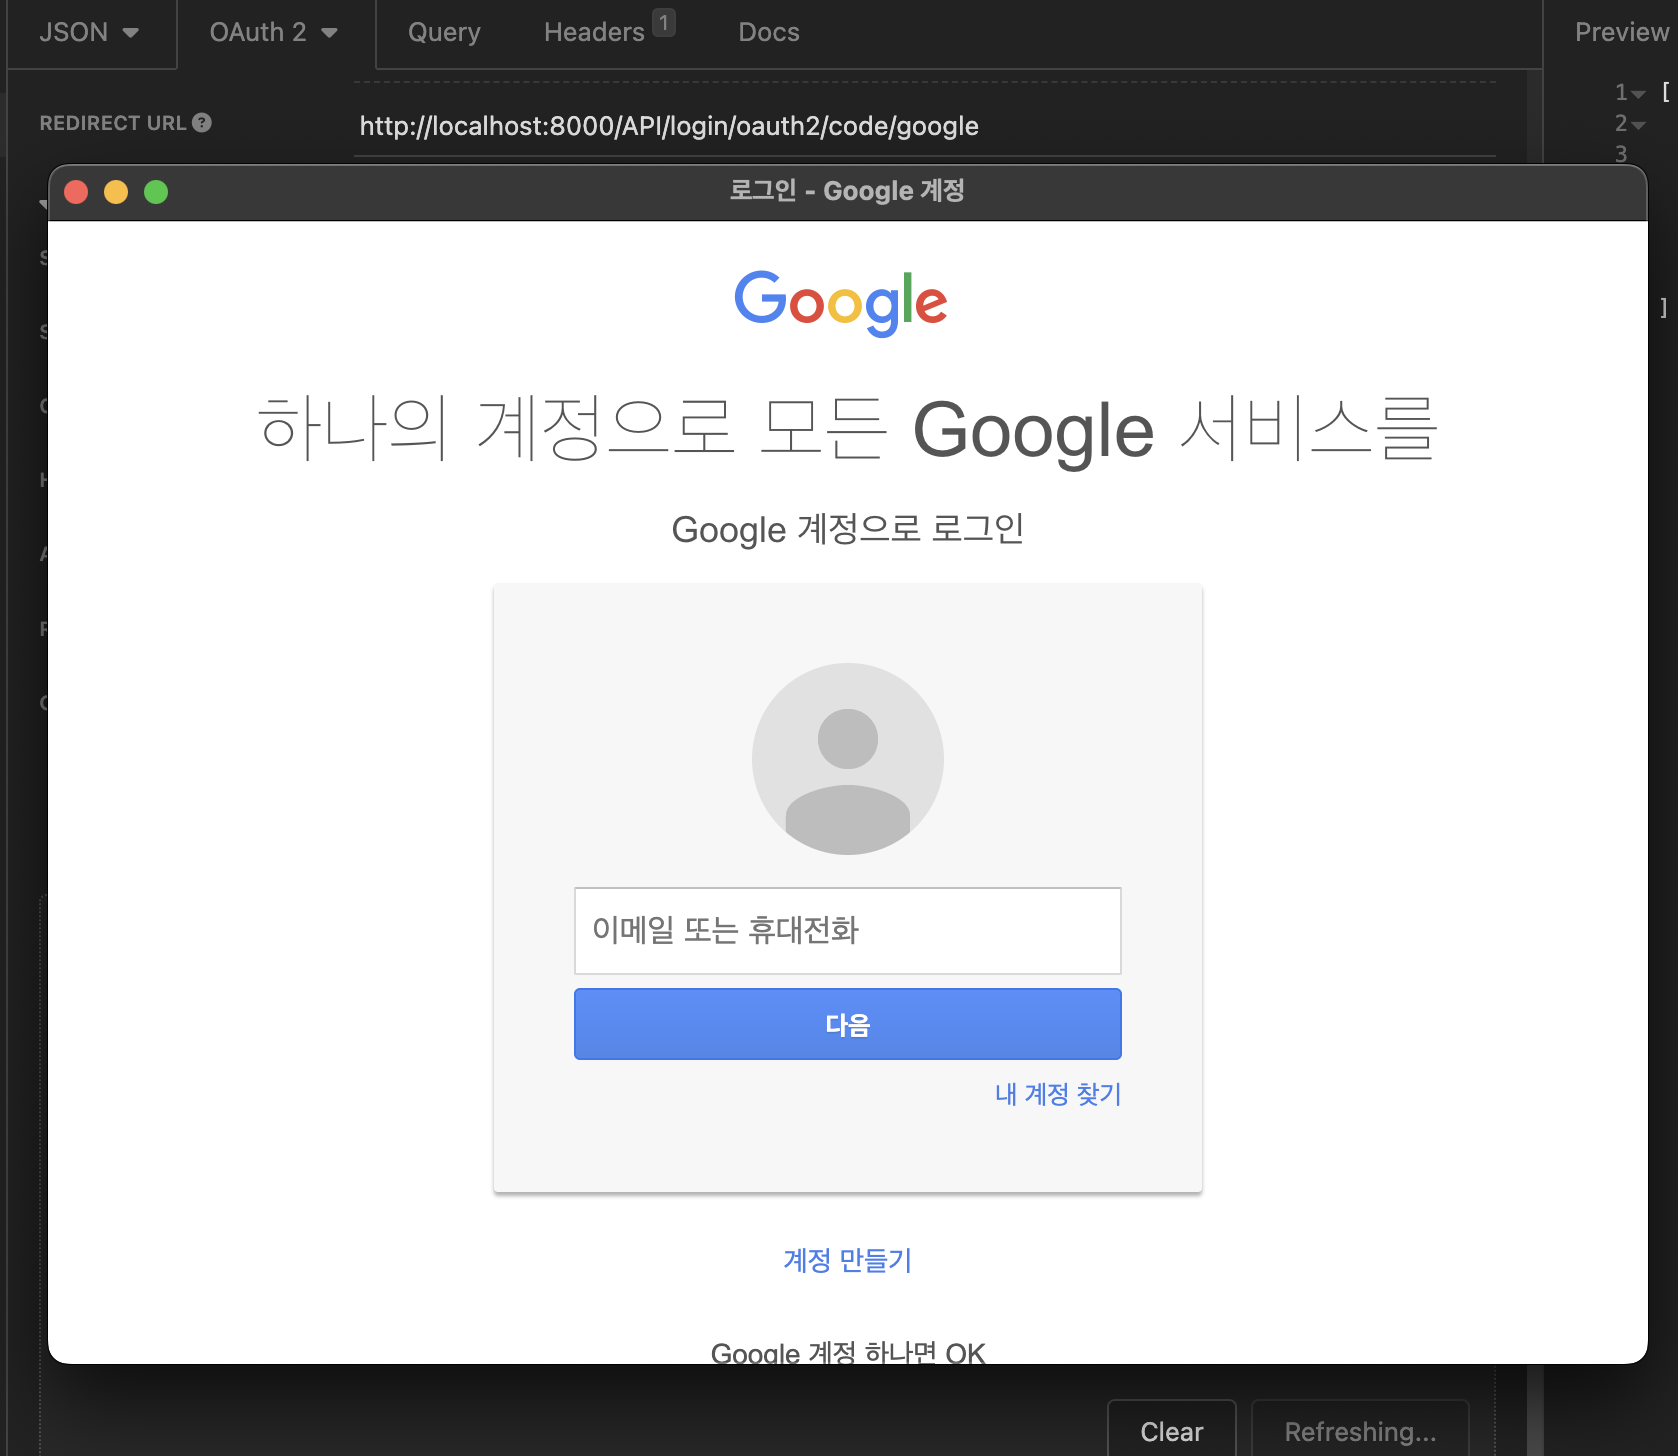 JSON OAuth 2 Query Headers 1 Docs Preview
REDIRECT URL ? http://localhost:8000/API/login/oauth2/code/google
1 [
2
3
]
로그인 - Google 계정
Google
하나의 계정으로 모든 Google 서비스를
Google 계정으로 로그인
이메일 또는 휴대전화
다음
내 계정 찾기
계정 만들기
Google 계정 하나면 OK
Clear Refreshing...